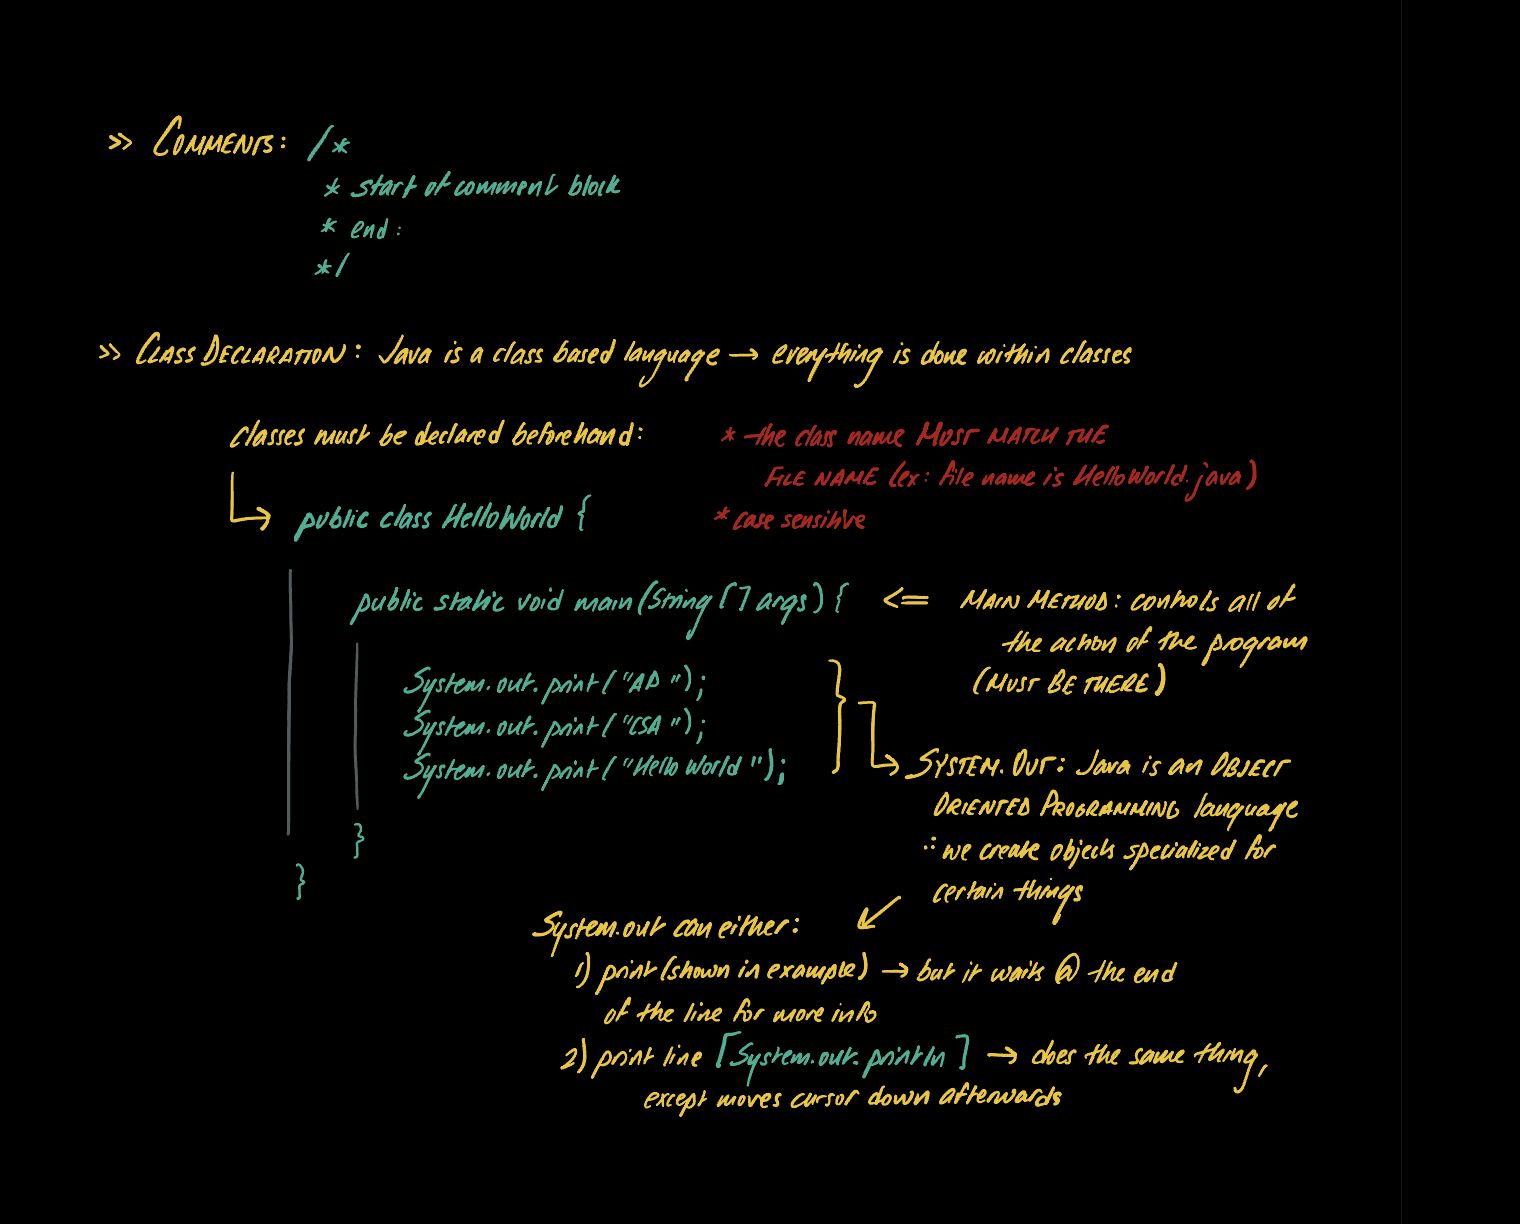 >> COMMENTS: /*
* start of comment block
* end:
*/
>> CLASS DECLARATION: Java is a class based language → everything is done within classes
Classes must be declared beforehand:
* the class name MUST MATCH THE
FILE NAME (ex: file name is HelloWorld.java)
public class HelloWorld {
* case sensitive
public static void main(String [] args) { <= MAIN METHOD: controls all of
the action of the program
(MUST BE THERE)
System.out.print("AP ");
System.out.print("CSA ");
System.out.print("Hello World ");
}
}
SYSTEM.OUT: Java is an OBJECT
ORIENTED PROGRAMMING language
∴ we create objects specialized for
certain things
System.out can either:
1) print (shown in example) → but it waits @ the end
of the line for more info
2) print line [System.out.println] → does the same thing,
except moves cursor down afterwards